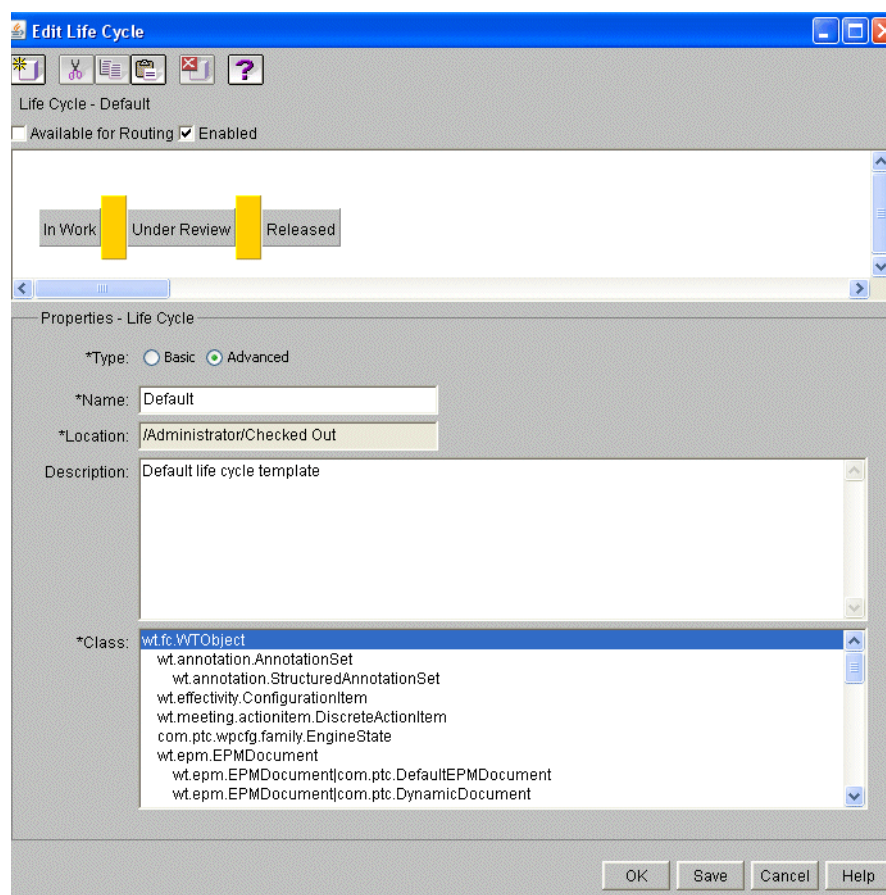 Edit Life Cycle
?
Life Cycle - Default
Available for Routing Enabled
In Work Under Review Released
Properties - Life Cycle
*Type: Basic Advanced
*Name: Default
*Location: /Administrator/Checked Out
Description: Default life cycle template
*Class: wt.fc.WTObject
wt.annotation.AnnotationSet
wt.annotation.StructuredAnnotationSet
wt.effectivity.ConfigurationItem
wt.meeting.actionitem.DiscreteActionItem
com.ptc.wpcfg.family.EngineState
wt.epm.EPMDocument
wt.epm.EPMDocument|com.ptc.DefaultEPMDocument
wt.epm.EPMDocument|com.ptc.DynamicDocument
OK Save Cancel Help